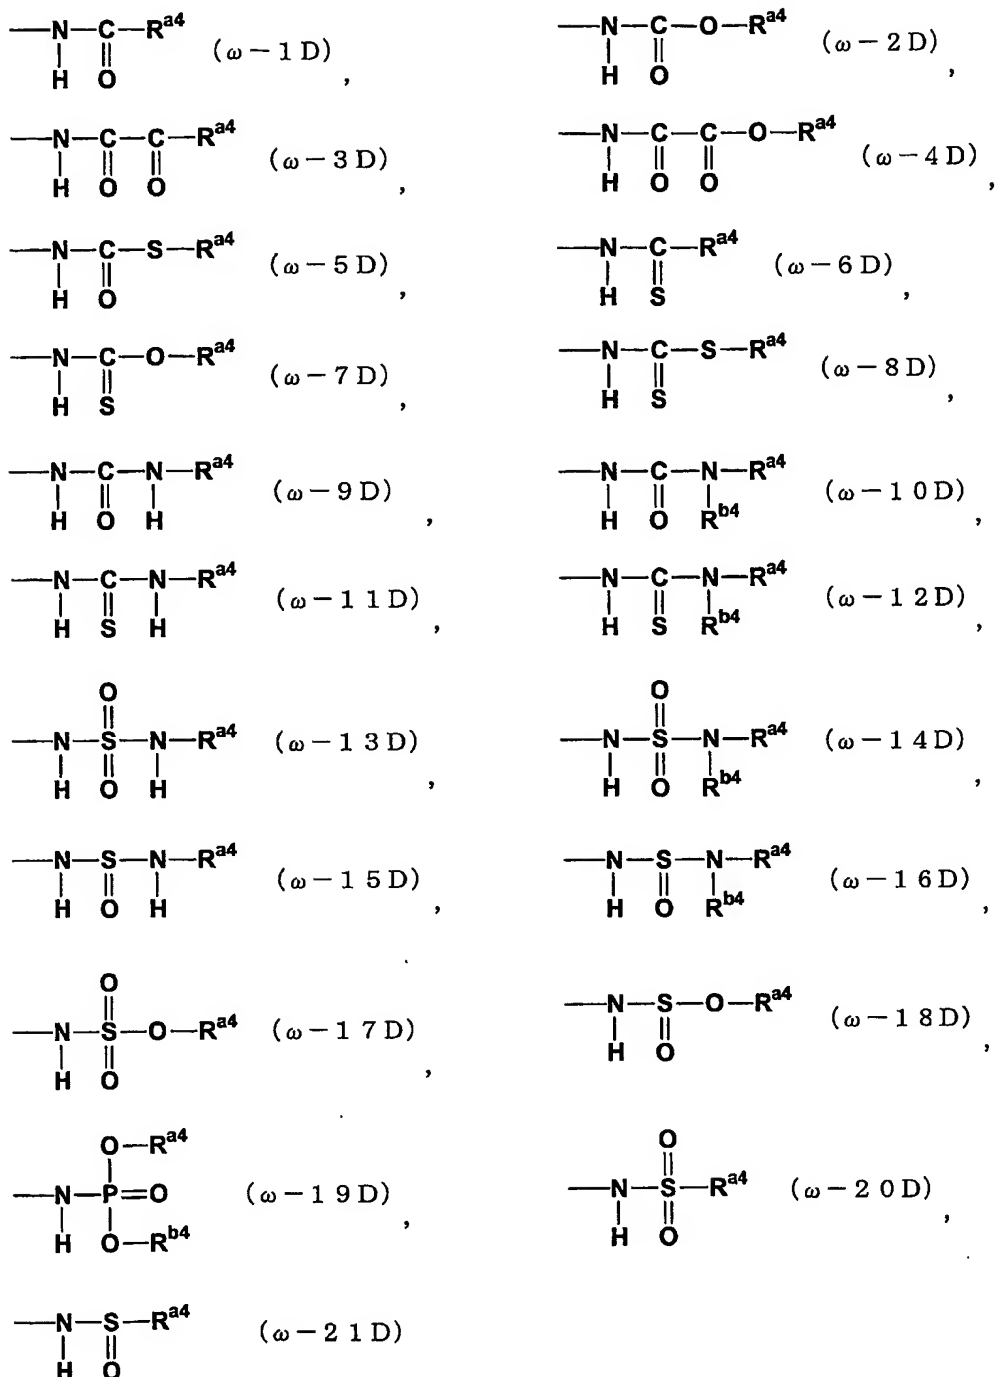 —N—C—R^a4 (ω−1D),
H O
—N—C—O—R^a4 (ω−2D),
H O
—N—C—C—R^a4 (ω−3D),
H O O
—N—C—C—O—R^a4 (ω−4D),
H O O
—N—C—S—R^a4 (ω−5D),
H O
—N—C—R^a4 (ω−6D),
H S
—N—C—O—R^a4 (ω−7D),
H S
—N—C—S—R^a4 (ω−8D),
H S
—N—C—N—R^a4 (ω−9D),
H O H
—N—C—N—R^a4 (ω−10D),
H O R^b4
—N—C—N—R^a4 (ω−11D),
H S H
—N—C—N—R^a4 (ω−12D),
H S R^b4
O
—N—S—N—R^a4 (ω−13D),
H O H
O
—N—S—N—R^a4 (ω−14D),
H O R^b4
—N—S—N—R^a4 (ω−15D),
H O H
—N—S—N—R^a4 (ω−16D),
H O R^b4
O
—N—S—O—R^a4 (ω−17D),
H O
—N—S—O—R^a4 (ω−18D),
H O
O—R^a4
—N—P=O (ω−19D),
H O—R^b4
O
—N—S—R^a4 (ω−20D),
H O
—N—S—R^a4 (ω−21D)
H O